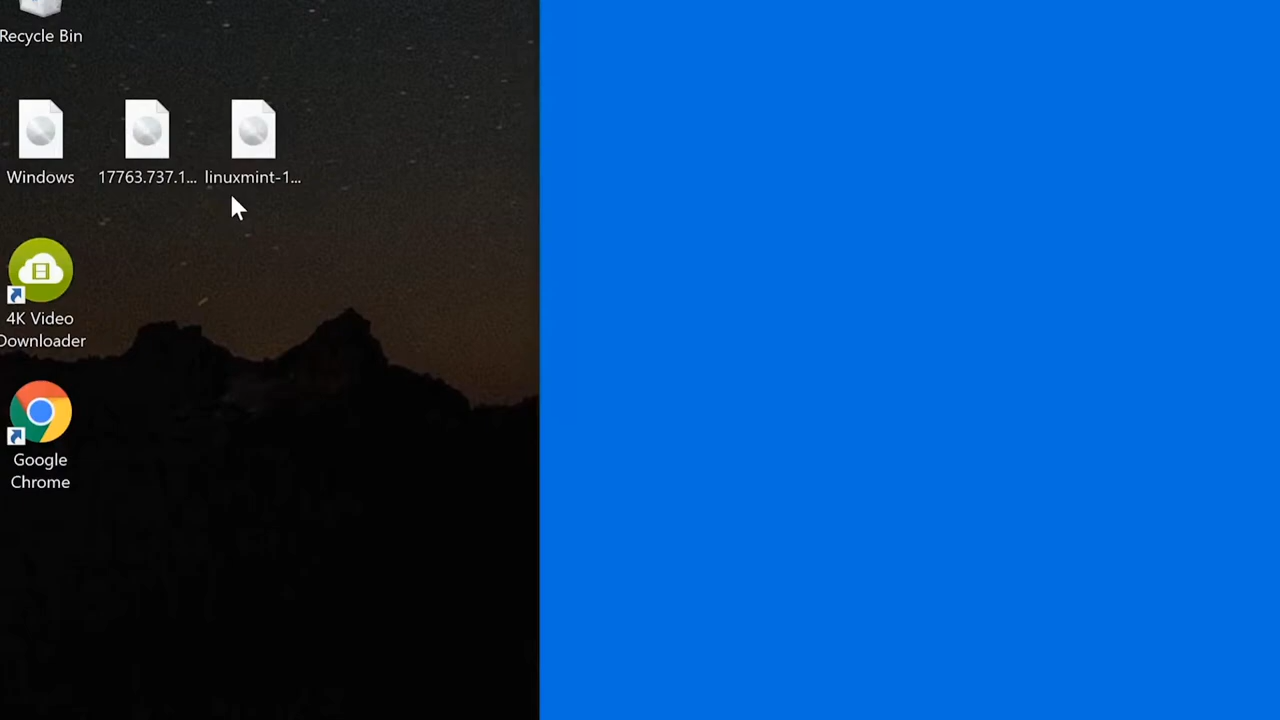 Recycle Bin
Windows
17763.737.1...
linuxmint-1...
4K Video
Downloader
Google
Chrome